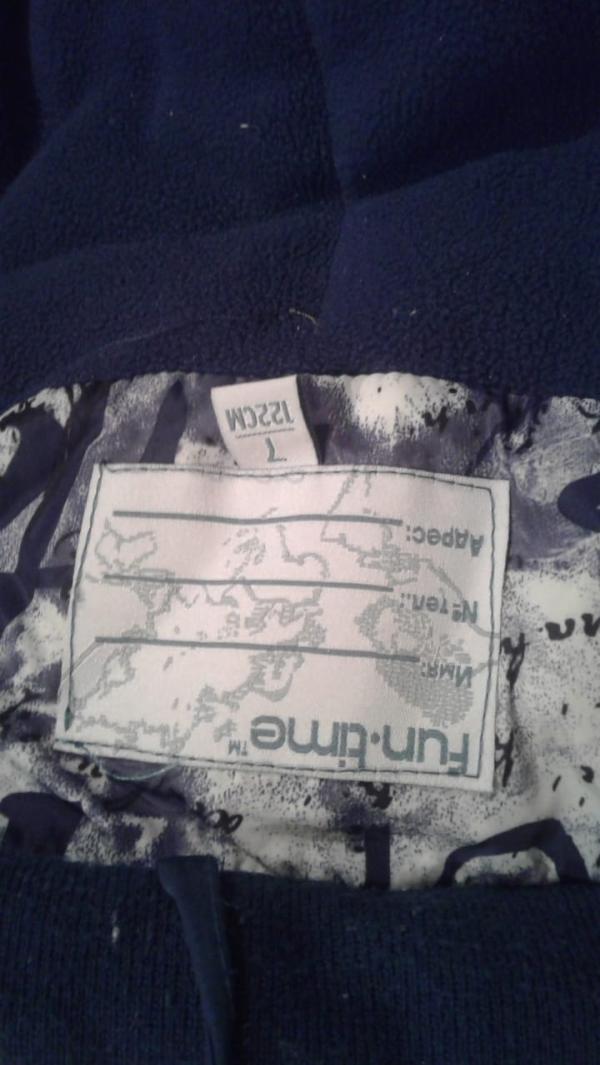 fun·time™
Имя:
№ тел.:
Адрес:
7
122CM